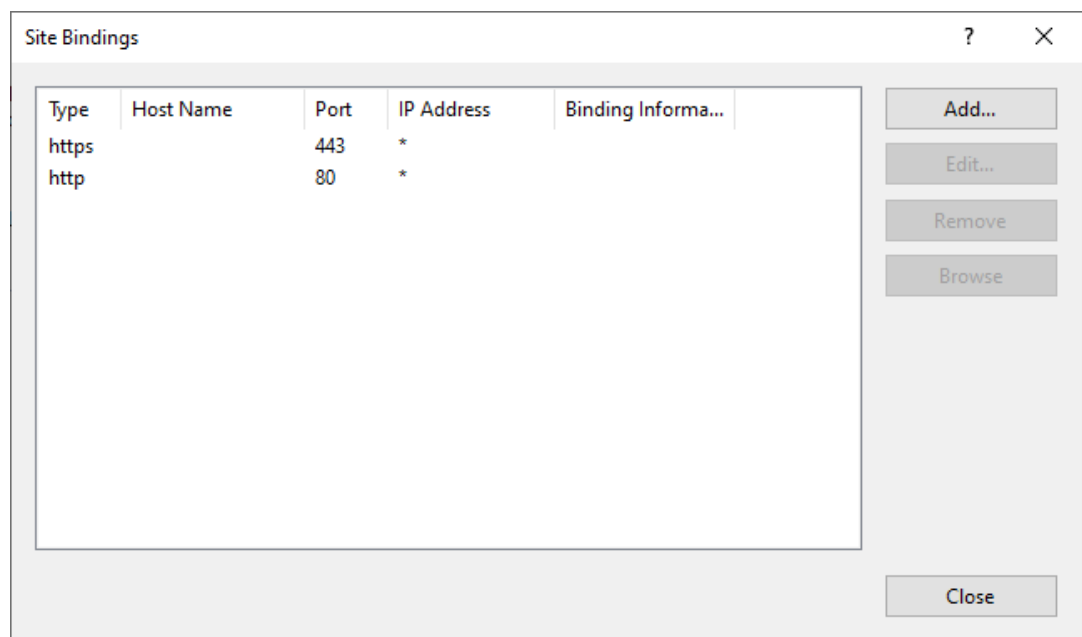 Site Bindings ? ×
Type Host Name Port IP Address Binding Informa...
https 443 *
http 80 *
Add...
Edit...
Remove
Browse
Close